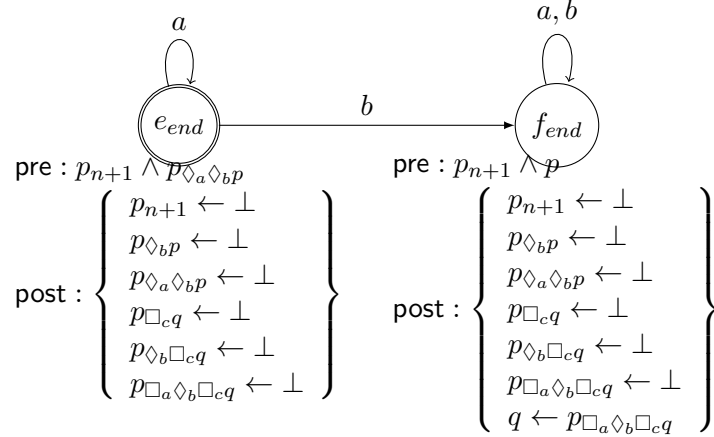 a
a, b
b
e_{end}
f_{end}
pre : p_{n+1} ∧ p_{◊_a◊_b p}
pre : p_{n+1} ∧ p
post : { p_{n+1} ← ⊥
p_{◊_b p} ← ⊥
p_{◊_a◊_b p} ← ⊥
p_{□_c q} ← ⊥
p_{◊_b□_c q} ← ⊥
p_{□_a◊_b□_c q} ← ⊥ }
post : { p_{n+1} ← ⊥
p_{◊_b p} ← ⊥
p_{◊_a◊_b p} ← ⊥
p_{□_c q} ← ⊥
p_{◊_b□_c q} ← ⊥
p_{□_a◊_b□_c q} ← ⊥
q ← p_{□_a◊_b□_c q} }